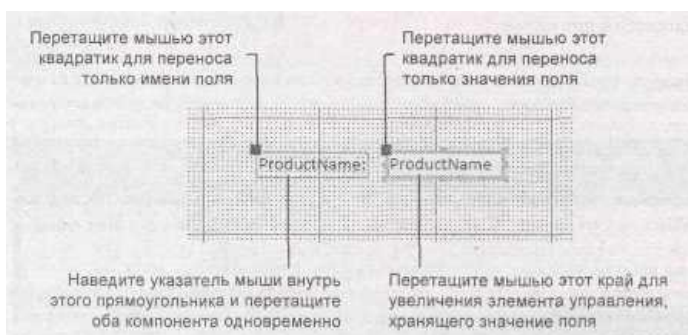 Перетащите мышью этот
квадратик для переноса
только имени поля
Перетащите мышью этот
квадратик для переноса
только значения поля
ProductName:
ProductName
Наведите указатель мыши внутрь
этого прямоугольника и перетащите
оба компонента одновременно
Перетащите мышью этот край для
увеличения элемента управления,
хранящего значение поля